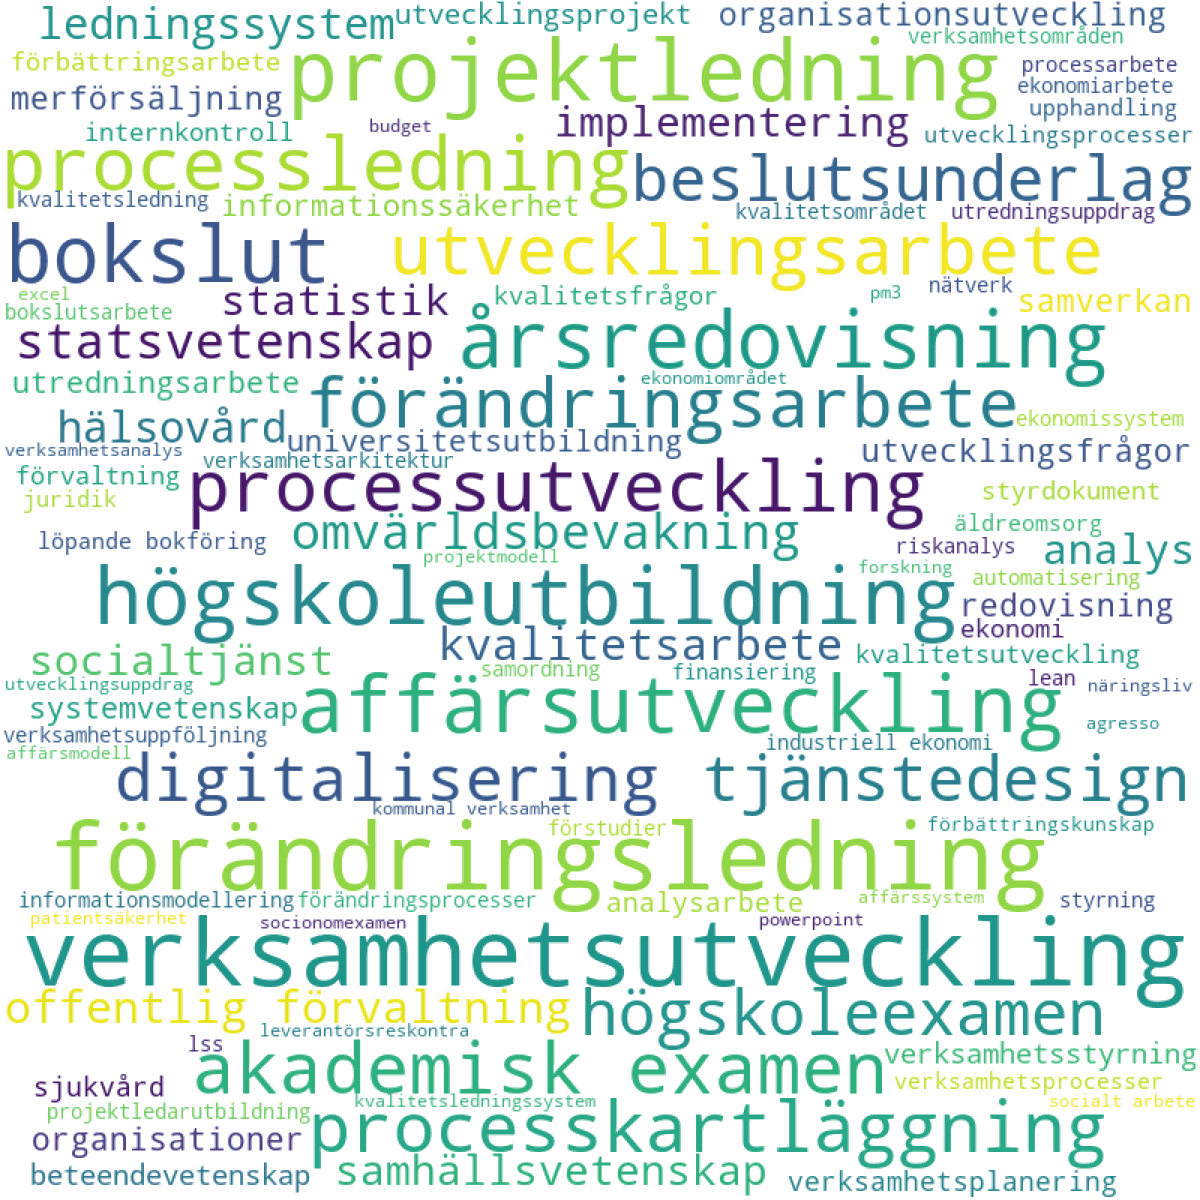 ledningssystem
utvecklingsprojekt
organisationsutveckling
verksamhetsområden
förbättringsarbete
projektledning
processarbete
ekonomiarbete
merförsäljning
upphandling
implementering
internkontroll
budget
utvecklingsprocesser
processledning
beslutsunderlag
kvalitetsledning
informationssäkerhet
kvalitetsområdet
utredningsuppdrag
bokslut
utvecklingsarbete
excel
statistik
kvalitetsfrågor
pm3
nätverk
samverkan
bokslutsarbete
statsvetenskap
årsredovisning
utredningsarbete
ekonomiområdet
förändringsarbete
ekonomissystem
hälsovård
universitetsutbildning
utvecklingsfrågor
verksamhetsanalys
verksamhetsarkitektur
förvaltning
processutveckling
juridik
styrdokument
omvärldsbevakning
äldreomsorg
löpande bokföring
riskanalys
analys
projektmodell
forskning
högskoleutbildning
automatisering
redovisning
ekonomi
kvalitetsarbete
socialtjänst
kvalitetsutveckling
samordning
finansiering
lean
näringsliv
utvecklingsuppdrag
affärsutveckling
systemvetenskap
agresso
verksamhetsuppföljning
industriell ekonomi
affärsmodell
digitalisering
tjänstedesign
kommunal verksamhet
förändringsledning
förstudier
förbättringskunskap
informationsmodellering
förändringsprocesser
analysarbete
affärssystem
styrning
patientsäkerhet
socionomexamen
powerpoint
verksamhetsutveckling
offentlig förvaltning
högskoleexamen
leverantörsreskontra
lss
akademisk examen
verksamhetsstyrning
sjukvård
verksamhetsprocesser
projektledarutbildning
kvalitetsledningssystem
socialt arbete
organisationer
processkartläggning
beteendevetenskap
samhällsvetenskap
verksamhetsplanering